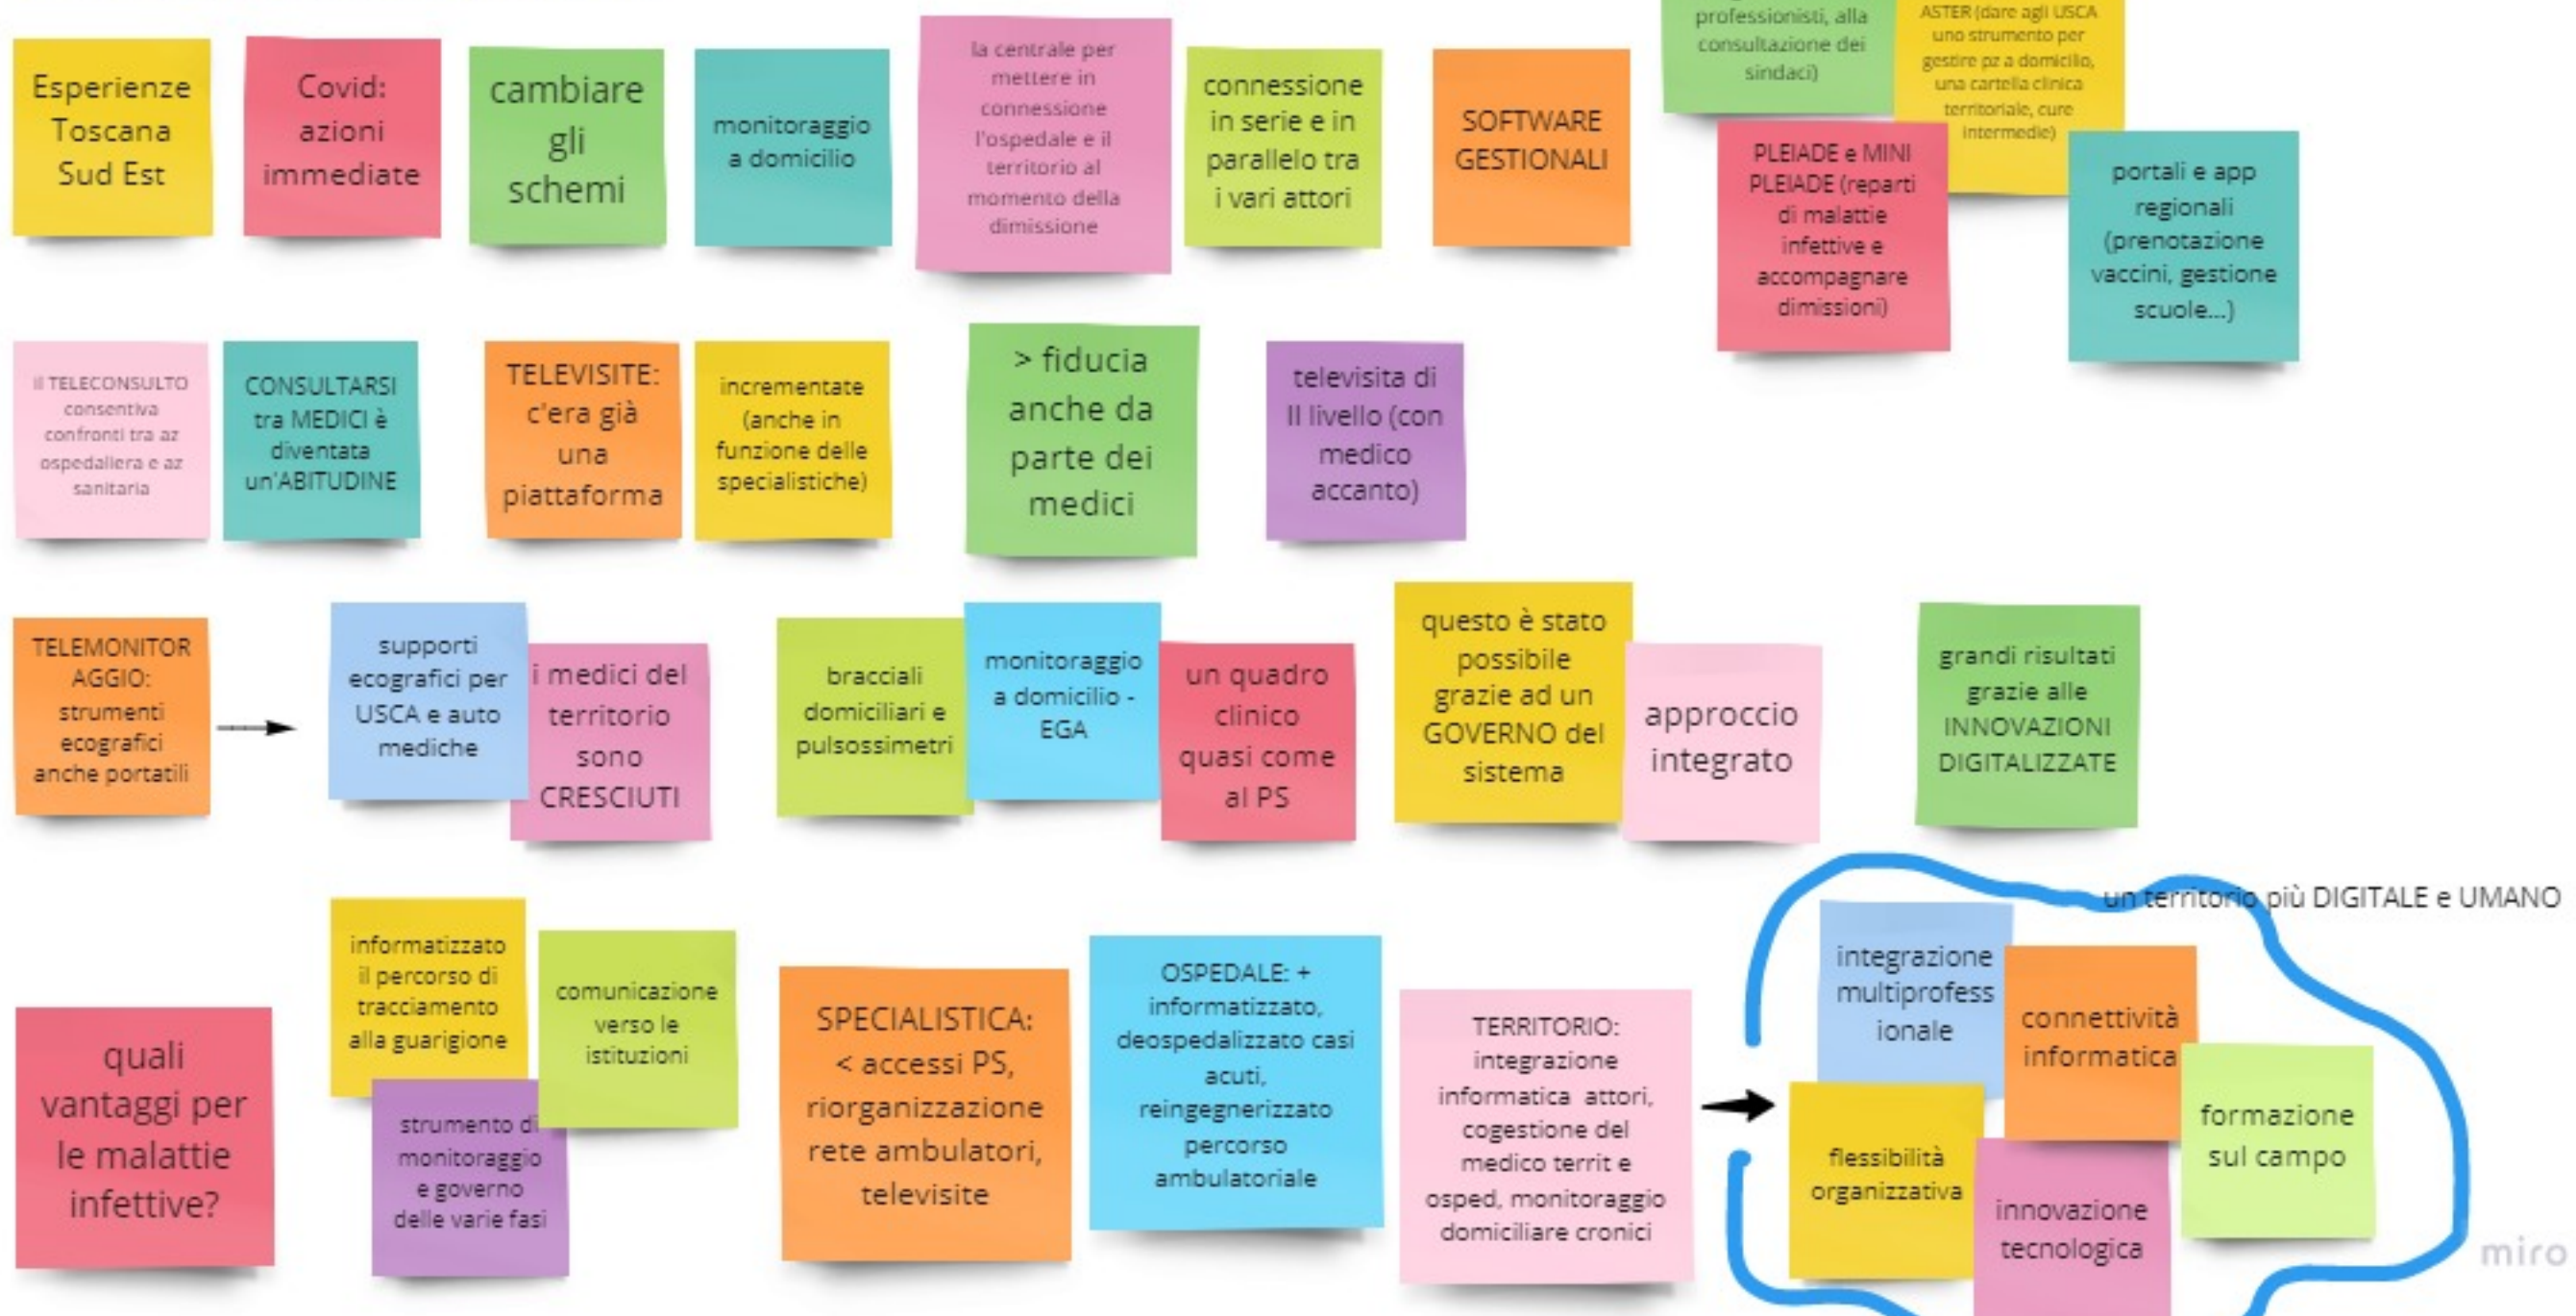 Esperienze
Toscana
Sud Est
Covid:
azioni
immediate
cambiare
gli
schemi
monitoraggio
a domicilio
la centrale per
mettere in
connessione
l'ospedale e il
territorio al
momento della
dimissione
connessione
in serie e in
parallelo tra
i vari attori
SOFTWARE
GESTIONALI
professionisti, alla
consultazione dei
sindaci)
ASTER (dare agli USCA
uno strumento per
gestire pz a domicilio,
una cartella clinica
territoriale, cure
intermedie)
PLEIADE e MINI
PLEIADE (reparti
di malattie
infettive e
accompagnare
dimissioni)
portali e app
regionali
(prenotazione
vaccini, gestione
scuole...)
il TELECONSULTO
consentiva
confronti tra az
ospedaliera e az
sanitaria
CONSULTARSI
tra MEDICI è
diventata
un'ABITUDINE
TELEVISITE:
c'era già
una
piattaforma
incrementate
(anche in
funzione delle
specialistiche)
> fiducia
anche da
parte dei
medici
televisita di
II livello (con
medico
accanto)
TELEMONITOR
AGGIO:
strumenti
ecografici
anche portatili
supporti
ecografici per
USCA e auto
mediche
i medici del
territorio
sono
CRESCIUTI
bracciali
domiciliari e
pulsossimetri
monitoraggio
a domicilio -
EGA
un quadro
clinico
quasi come
al PS
questo è stato
possibile
grazie ad un
GOVERNO del
sistema
approccio
integrato
grandi risultati
grazie alle
INNOVAZIONI
DIGITALIZZATE
quali
vantaggi per
le malattie
infettive?
informatizzato
il percorso di
tracciamento
alla guarigione
comunicazione
verso le
istituzioni
strumento di
monitoraggio
e governo
delle varie fasi
SPECIALISTICA:
< accessi PS,
riorganizzazione
rete ambulatori,
televisite
OSPEDALE: +
informatizzato,
deospedalizzato casi
acuti,
reingegnerizzato
percorso
ambulatoriale
TERRITORIO:
integrazione
informatica attori,
cogestione del
medico territ e
osped, monitoraggio
domiciliare cronici
un territorio più DIGITALE e UMANO
integrazione
multiprofess
ionale
connettività
informatica
formazione
sul campo
flessibilità
organizzativa
innovazione
tecnologica
miro